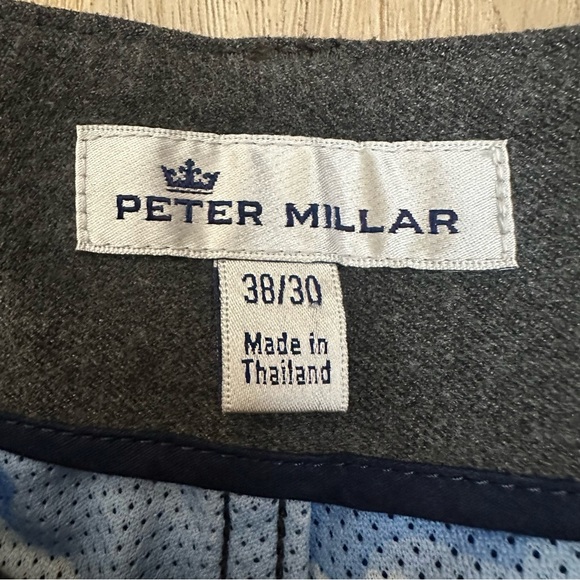 PETER MILLAR
38/30
Made in
Thailand